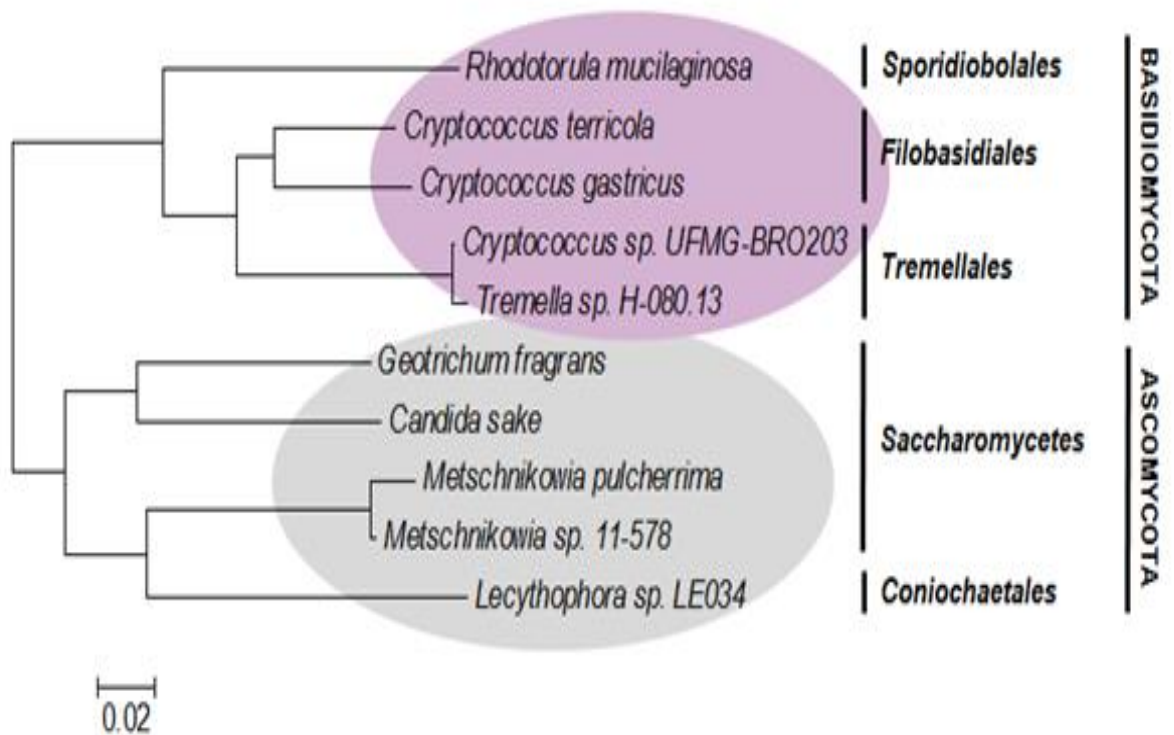 Rhodotorula mucilaginosa
Sporidiobolales
Cryptococcus terricola
Cryptococcus gastricus
Filobasidiales
Cryptococcus sp. UFMG-BRO203
Tremella sp. H-080.13
Tremellales
BASIDIOMYCOTA
Geotrichum fragrans
Candida sake
Metschnikowia pulcherrima
Metschnikowia sp. 11-578
Saccharomycetes
Lecythophora sp. LE034
Coniochaetales
ASCOMYCOTA
0.02